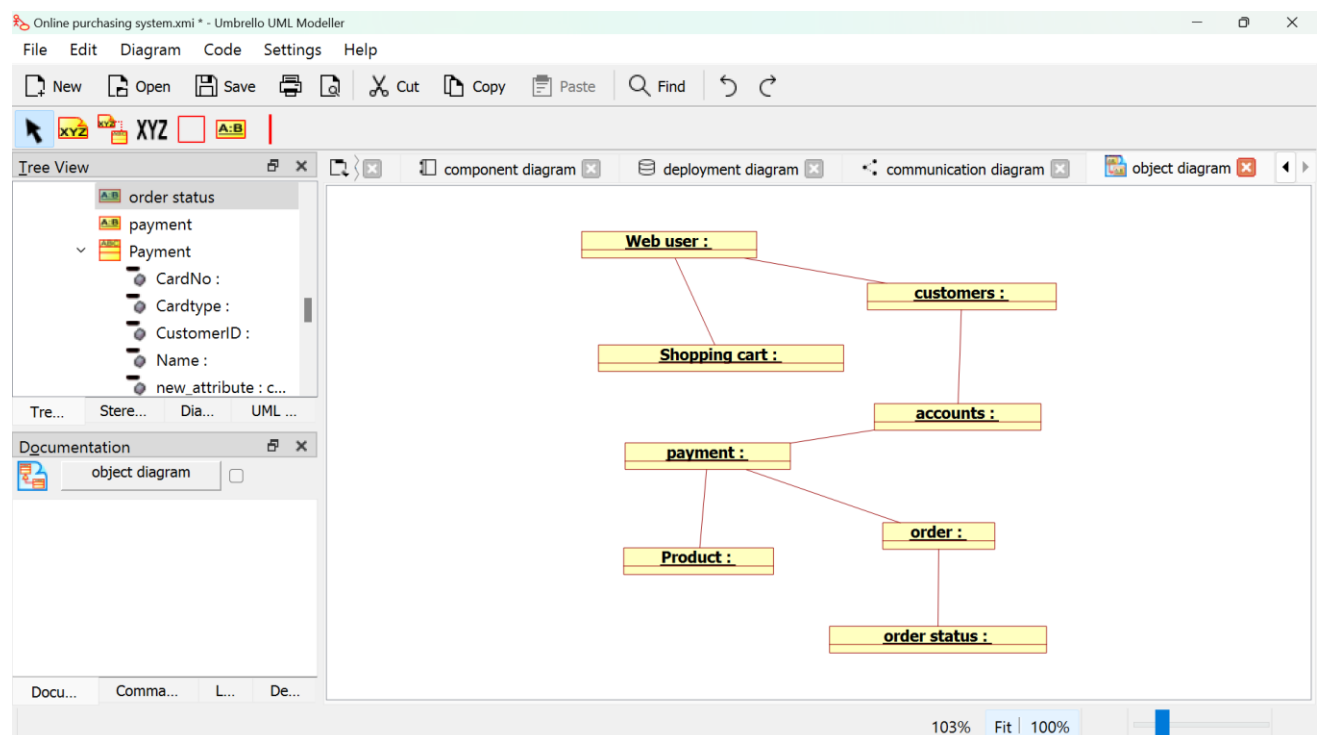 Online purchasing system.xmi * - Umbrello UML Modeller
File Edit Diagram Code Settings Help
New Open Save Cut Copy Paste Find
XYZ XYZ XYZ A:B
Tree View
component diagram deployment diagram communication diagram object diagram
A:B order status
A:B payment
ABC Payment
CardNo :
Cardtype :
CustomerID :
Name :
new_attribute : c...
Tre... Stere... Dia... UML ...
Documentation
object diagram
Docu... Comma... L... De...
Web user :
customers :
Shopping cart :
accounts :
payment :
order :
Product :
order status :
103% Fit 100%